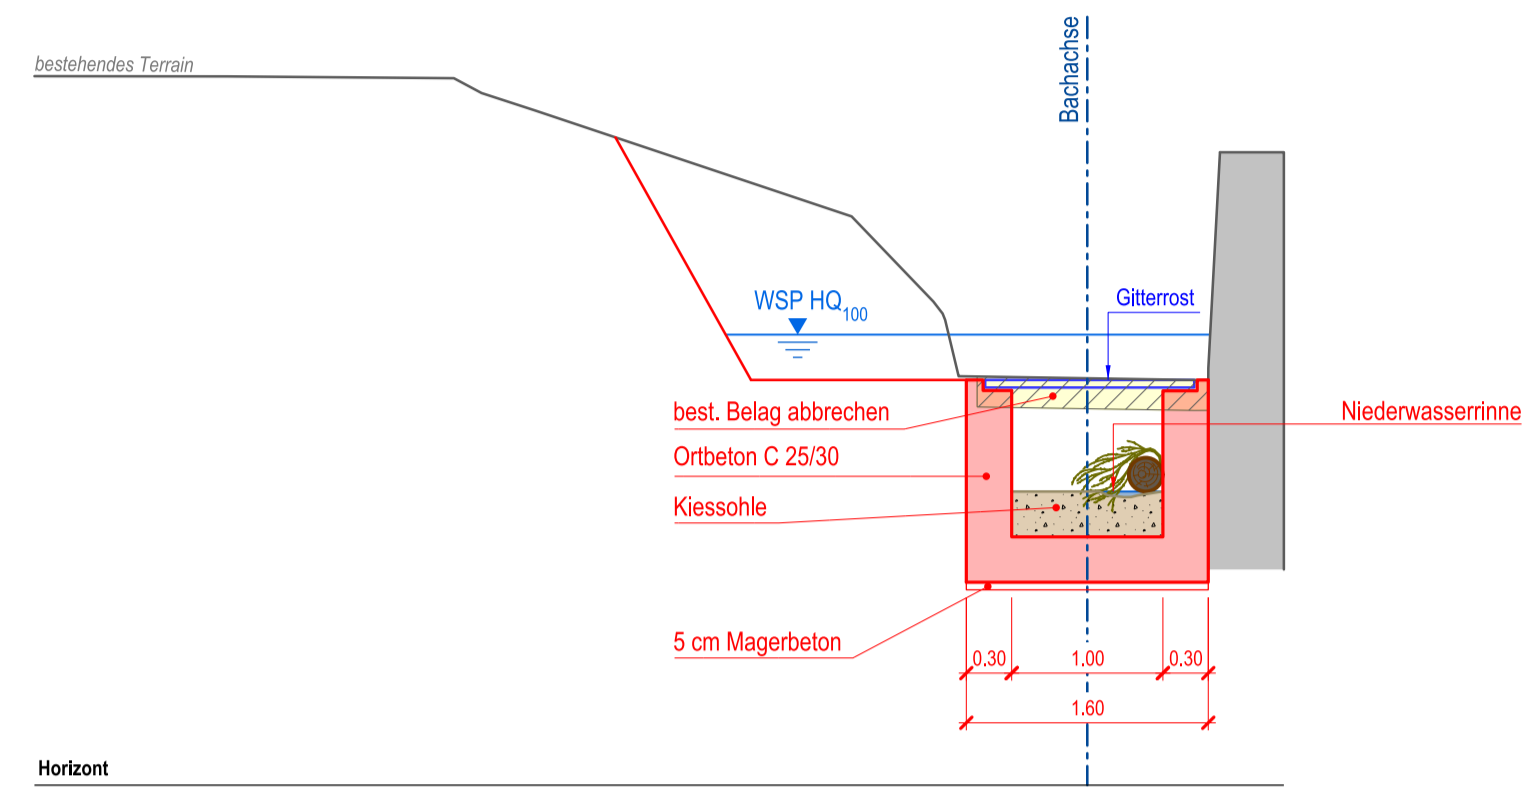 bestehendes Terrain
Bachachse
WSP HQ100
Gitterrost
best. Belag abbrechen
Niederwasserrinne
Ortbeton C 25/30
Kiessohle
5 cm Magerbeton
0.30 1.00 0.30
1.60
Horizont